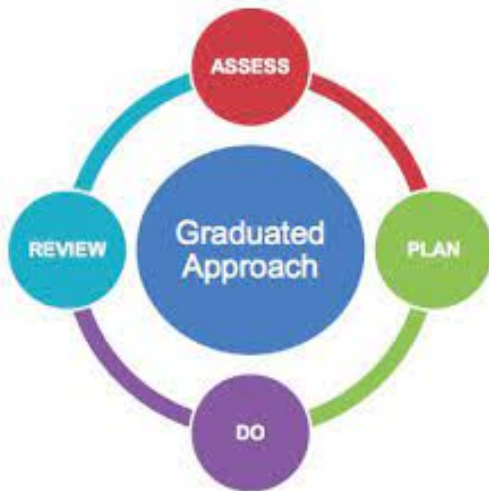 ASSESS
REVIEW
Graduated
Approach
PLAN
DO